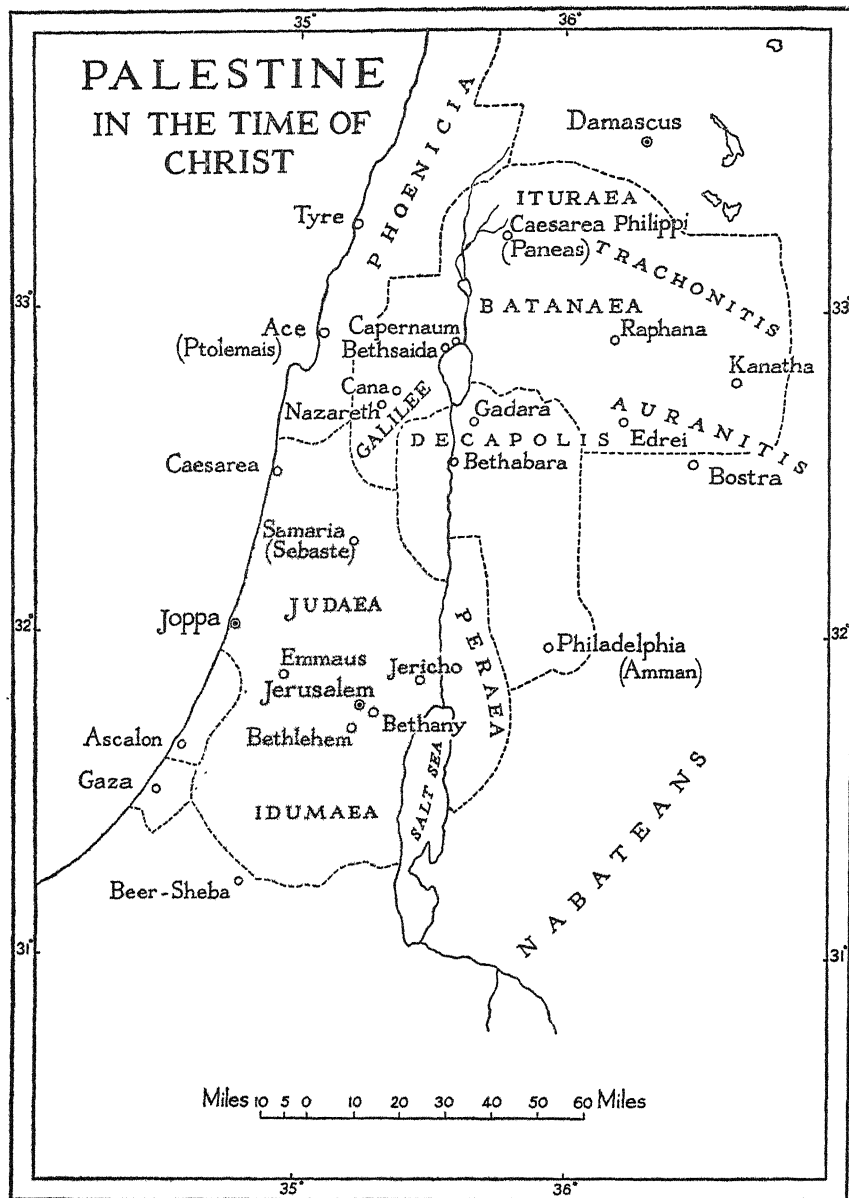 35° 36°
PALESTINE
IN THE TIME OF
CHRIST
Damascus
PHOENICIA
ITURAEA
Tyre
Caesarea Philippi
(Paneas)
TRACHONITIS
33° 33
BATANAEA
Ace
(Ptolemais)
Capernaum
Bethsaida
Raphana
Kanatha
Cana
Nazareth
GALILEE
Gadara
AURANITIS
DECAPOLIS
Edrei
Caesarea
Bethabara
Bostra
Samaria
(Sebaste)
JUDAEA
Joppa
32° 32°
PERAEA
Philadelphia
(Amman)
Emmaus
Jericho
Jerusalem
Bethany
Bethlehem
Ascalon
Gaza
SALT SEA
IDUMAEA
NABATEANS
Beer-Sheba
31° 31°
Miles 10 5 0 10 20 30 40 50 60 Miles
35° 36°